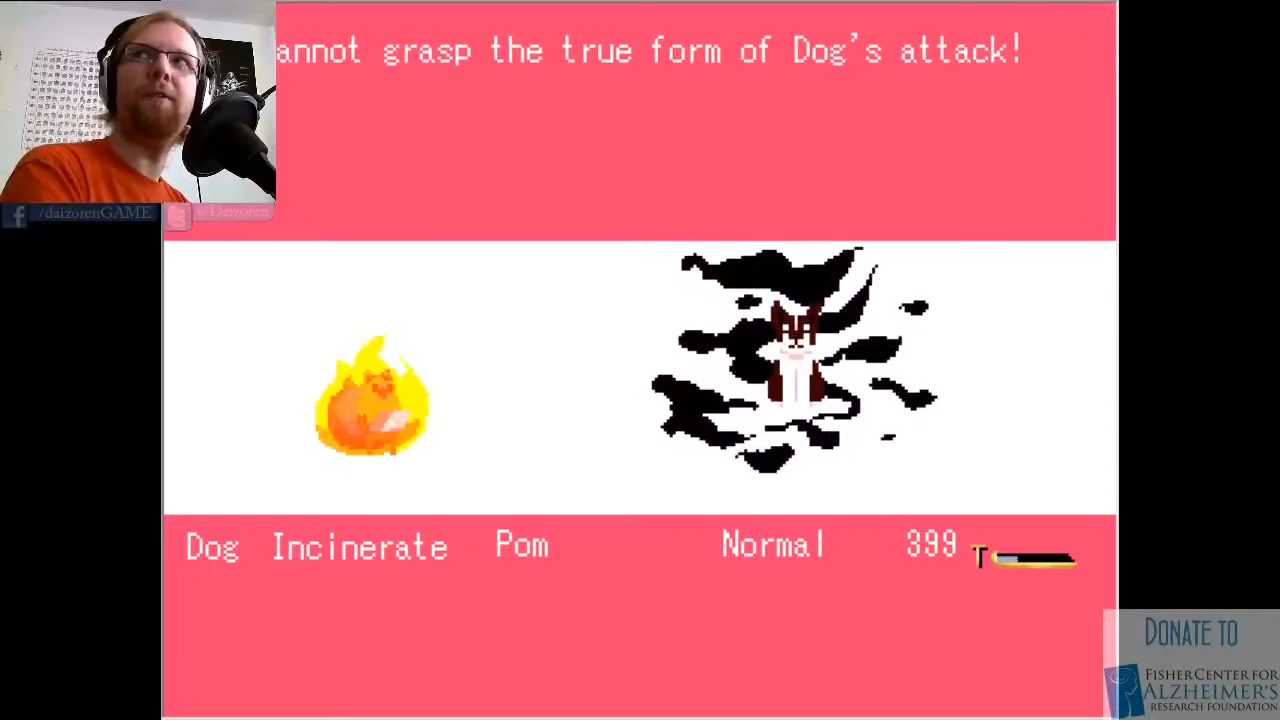 annot grasp the true form of Dog's attack!
/daizorenGAME
@Daizoren
Dog Incinerate Pom Normal 399 T
DONATE TO
FISHER CENTER FOR
ALZHEIMER'S
RESEARCH FOUNDATION